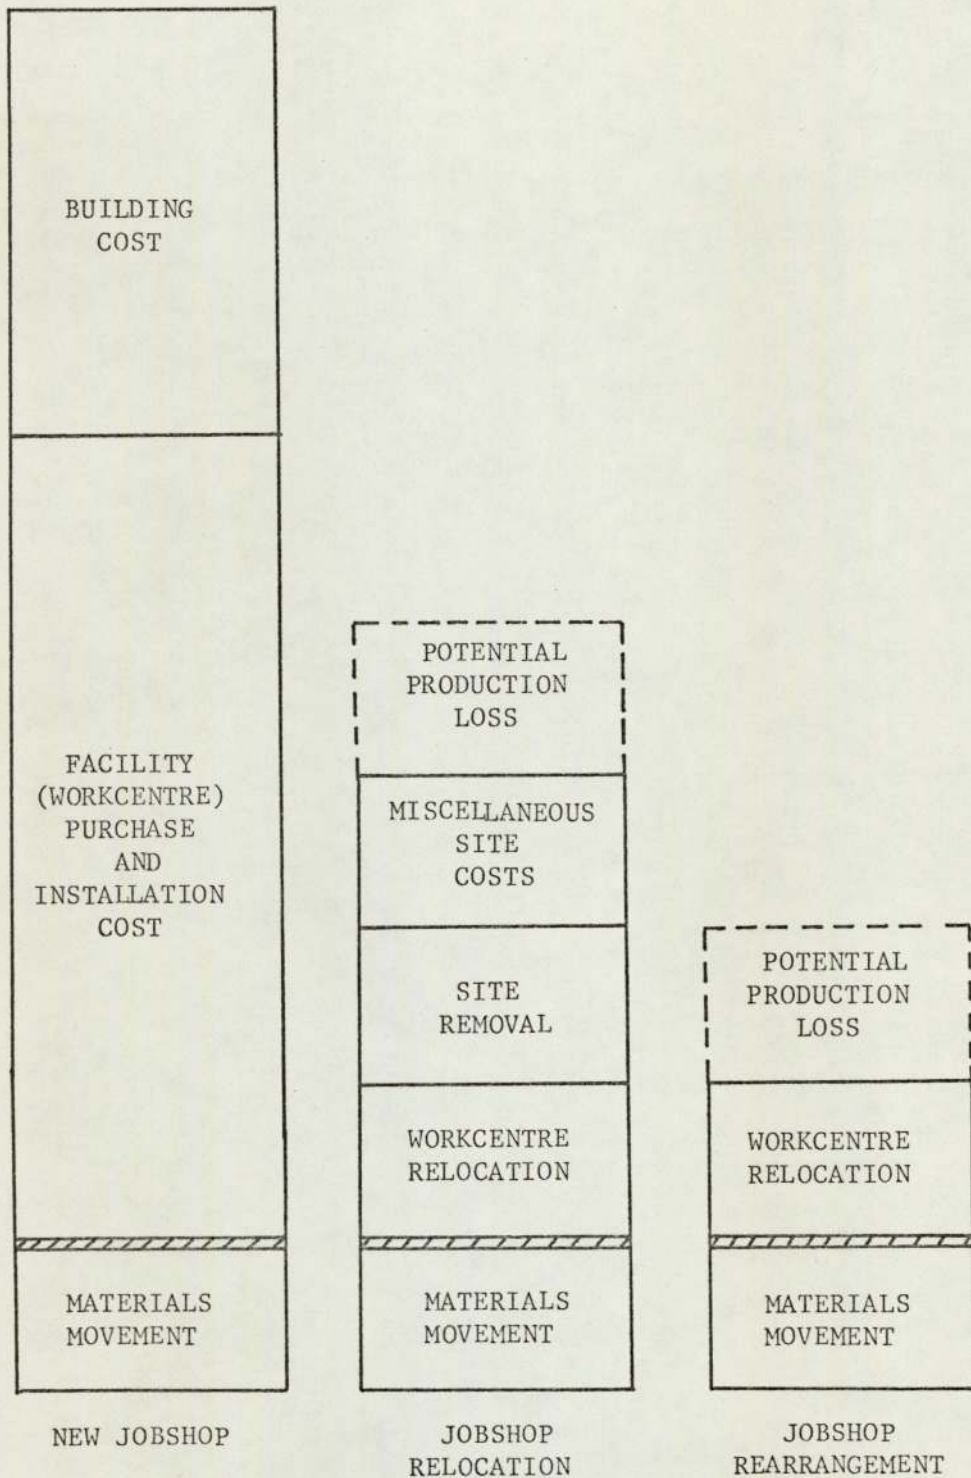 BUILDING
COST
FACILITY
(WORKCENTRE)
PURCHASE
AND
INSTALLATION
COST
MATERIALS
MOVEMENT
NEW JOBSHOP
POTENTIAL
PRODUCTION
LOSS
MISCELLANEOUS
SITE
COSTS
SITE
REMOVAL
WORKCENTRE
RELOCATION
MATERIALS
MOVEMENT
JOBSHOP
RELOCATION
POTENTIAL
PRODUCTION
LOSS
WORKCENTRE
RELOCATION
MATERIALS
MOVEMENT
JOBSHOP
REARRANGEMENT